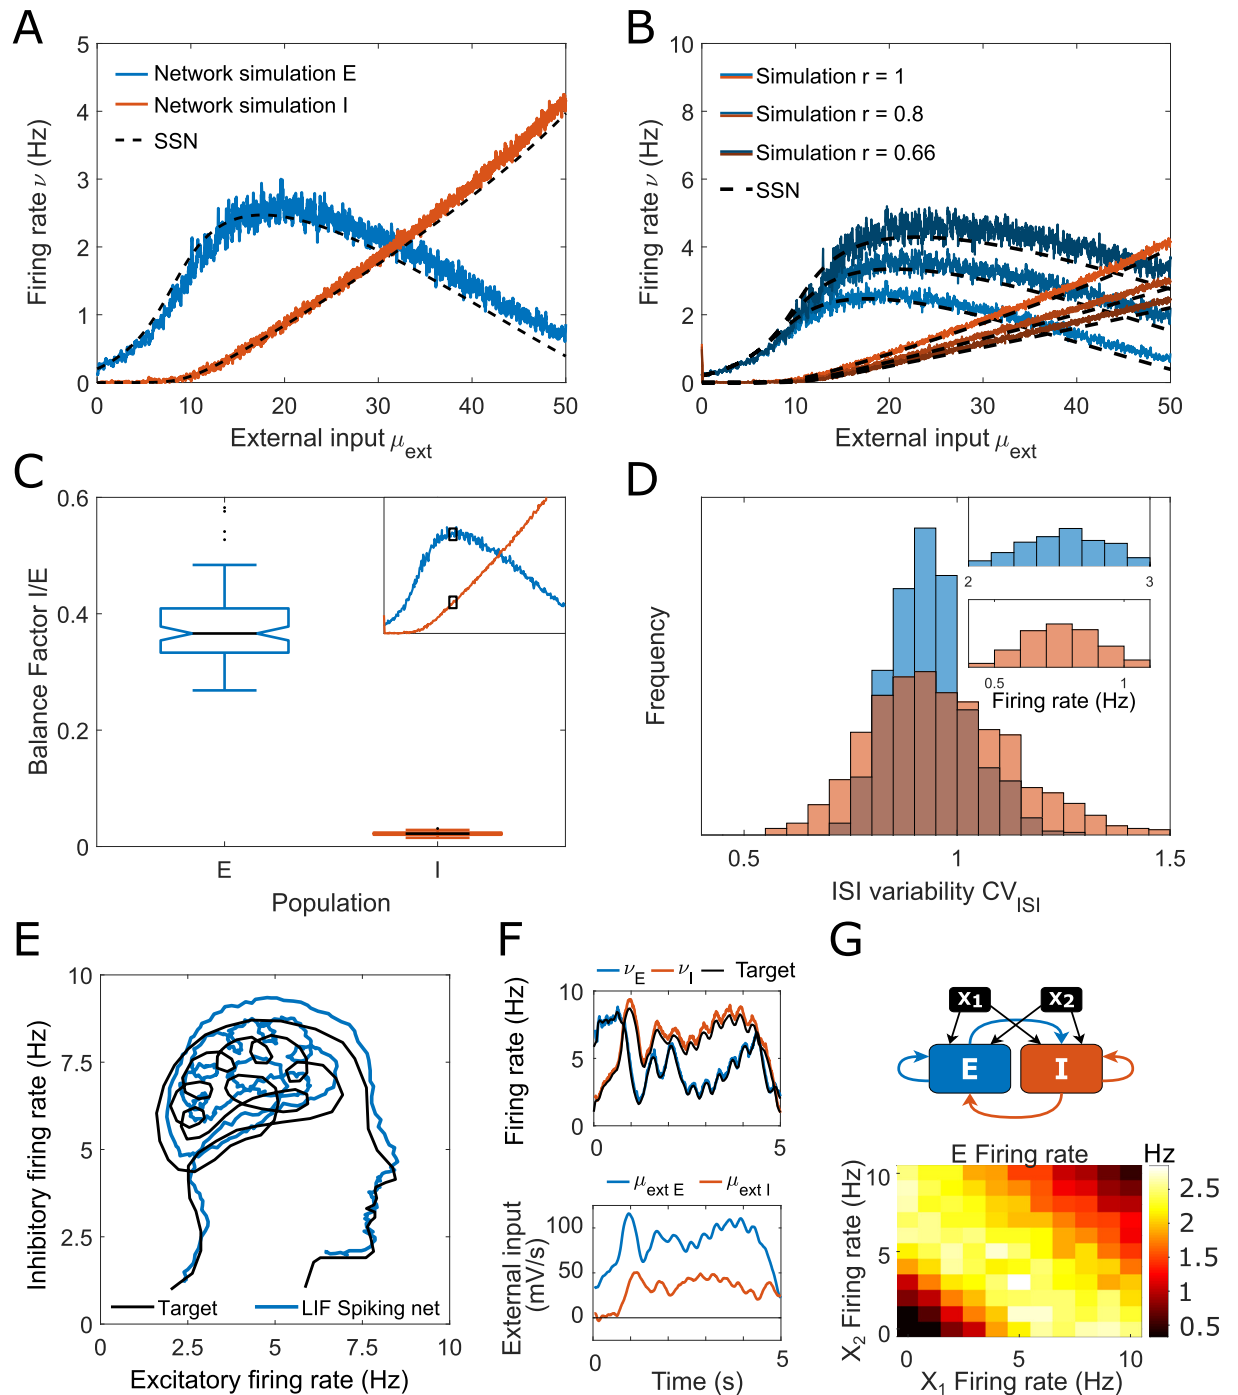 A
Firing rate ν (Hz)
5
4
3
2
1
0
Network simulation E
Network simulation I
SSN
0 10 20 30 40 50
External input μext
B
Firing rate ν (Hz)
10
8
6
4
2
0
Simulation r = 1
Simulation r = 0.8
Simulation r = 0.66
SSN
0 10 20 30 40 50
External input μext
C
Balance Factor I/E
0.6
0.4
0.2
0
E I
Population
D
Frequency
2 3
0.5 1
Firing rate (Hz)
0.5 1 1.5
ISI variability CVISI
E
Inhibitory firing rate (Hz)
10
7.5
5
2.5
0
Target LIF Spiking net
0 2.5 5 7.5 10
Excitatory firing rate (Hz)
F
νE νI Target
Firing rate (Hz)
10
5
0
0 5
μext E μext I
External input
(mV/s)
100
50
0
0 5
Time (s)
G
X1 X2
E I
E Firing rate Hz
X2 Firing rate (Hz)
10
5
0
2.5
2
1.5
1
0.5
0 5 10
X1 Firing rate (Hz)